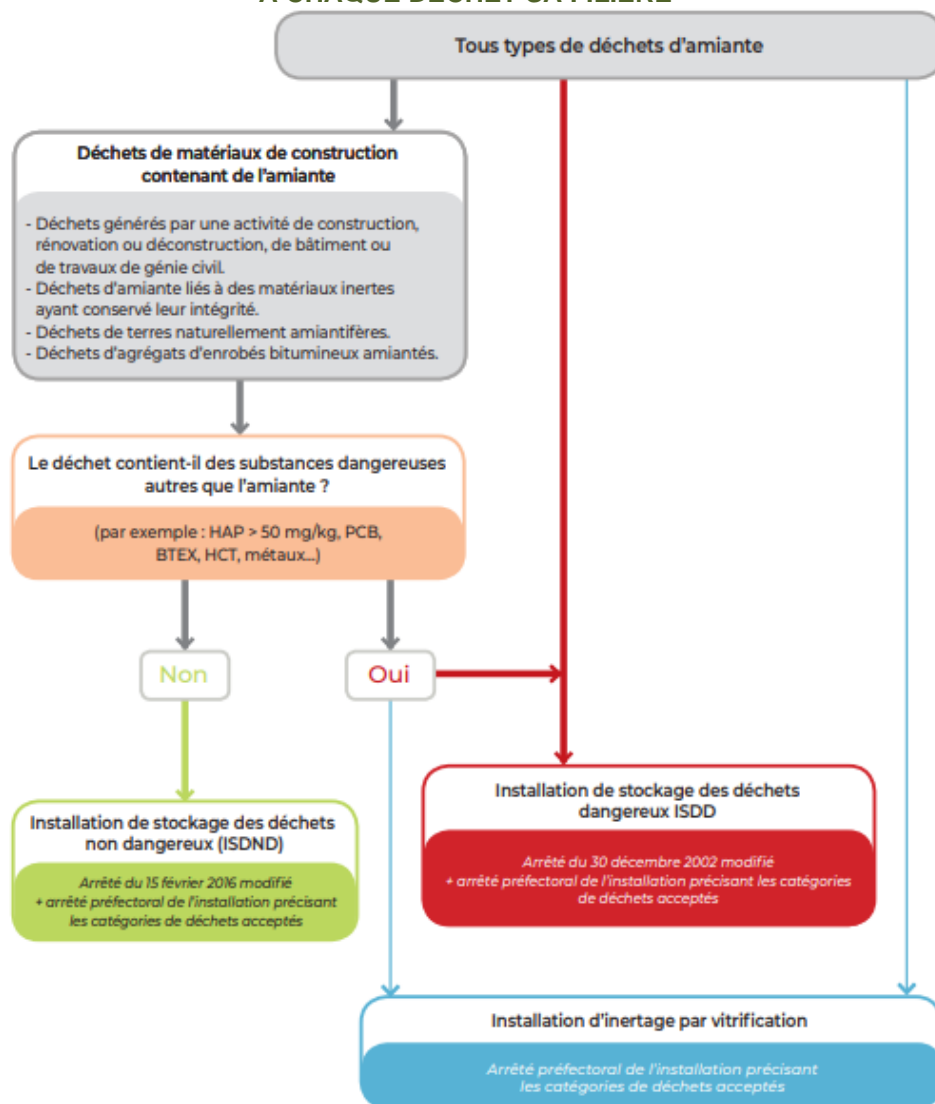 À CHAQUE DÉCHET SA FILIÈRE
Tous types de déchets d'amiante
Déchets de matériaux de construction
contenant de l'amiante
- Déchets générés par une activité de construction,
rénovation ou déconstruction, de bâtiment ou
de travaux de génie civil.
- Déchets d'amiante liés à des matériaux inertes
ayant conservé leur intégrité.
- Déchets de terres naturellement amiantifères.
- Déchets d'agrégats d'enrobés bitumineux amiantés.
Le déchet contient-il des substances dangereuses
autres que l'amiante ?
(par exemple : HAP > 50 mg/kg, PCB,
BTEX, HCT, métaux...)
Non
Oui
Installation de stockage des déchets
dangereux ISDD
Arrêté du 30 décembre 2002 modifié
+ arrêté préfectoral de l'installation précisant les catégories
de déchets acceptés
Installation de stockage des déchets
non dangereux (ISDND)
Arrêté du 15 février 2016 modifié
+ arrêté préfectoral de l'installation précisant
les catégories de déchets acceptés
Installation d'inertage par vitrification
Arrêté préfectoral de l'installation précisant
les catégories de déchets acceptés